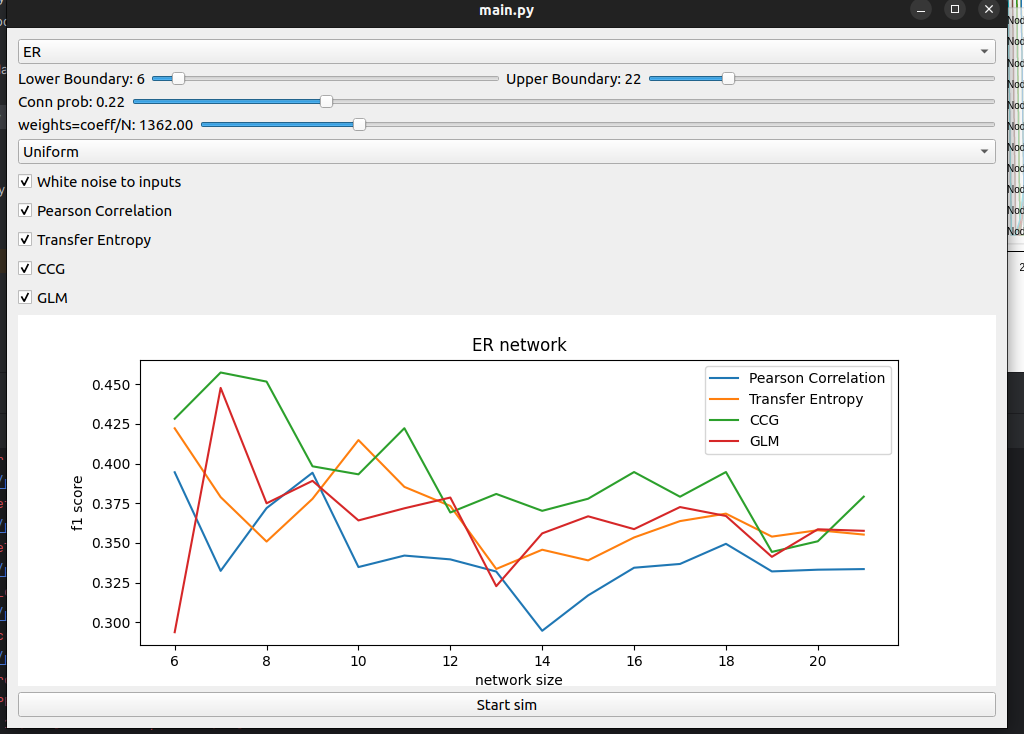 main.py
ER
Lower Boundary: 6 Upper Boundary: 22
Conn prob: 0.22
weights=coeff/N: 1362.00
Uniform
White noise to inputs
Pearson Correlation
Transfer Entropy
CCG
GLM
ER network
Pearson Correlation
Transfer Entropy
CCG
GLM
f1 score
0.450
0.425
0.400
0.375
0.350
0.325
0.300
6 8 10 12 14 16 18 20
network size
Start sim